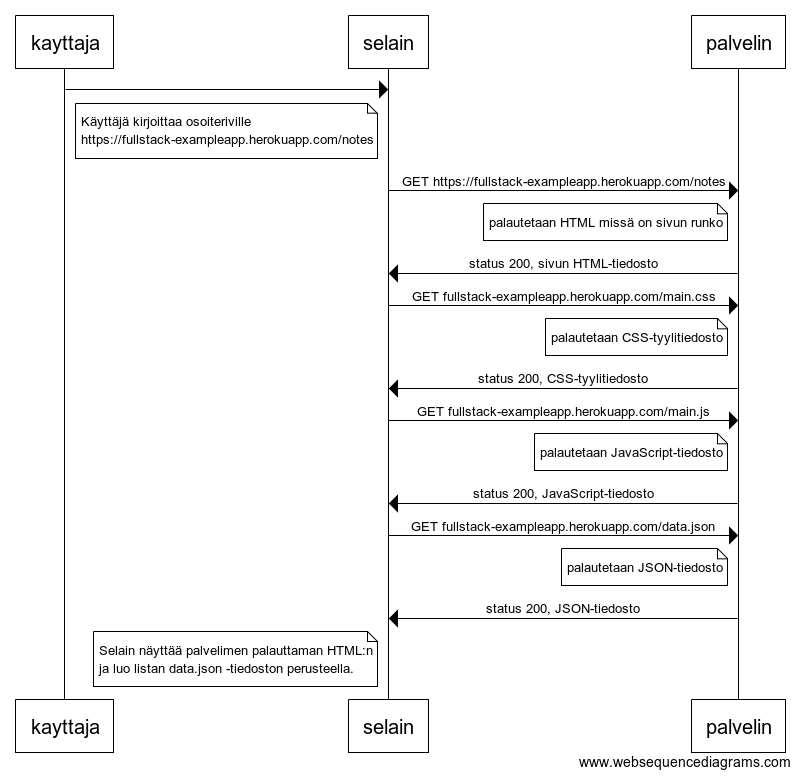 kayttaja
selain
palvelin
Käyttäjä kirjoittaa osoiteriville
https://fullstack-exampleapp.herokuapp.com/notes
GET https://fullstack-exampleapp.herokuapp.com/notes
palautetaan HTML missä on sivun runko
status 200, sivun HTML-tiedosto
GET fullstack-exampleapp.herokuapp.com/main.css
palautetaan CSS-tyylitiedosto
status 200, CSS-tyylitiedosto
GET fullstack-exampleapp.herokuapp.com/main.js
palautetaan JavaScript-tiedosto
status 200, JavaScript-tiedosto
GET fullstack-exampleapp.herokuapp.com/data.json
palautetaan JSON-tiedosto
status 200, JSON-tiedosto
Selain näyttää palvelimen palauttaman HTML:n
ja luo listan data.json -tiedoston perusteella.
kayttaja
selain
palvelin
www.websequencediagrams.com